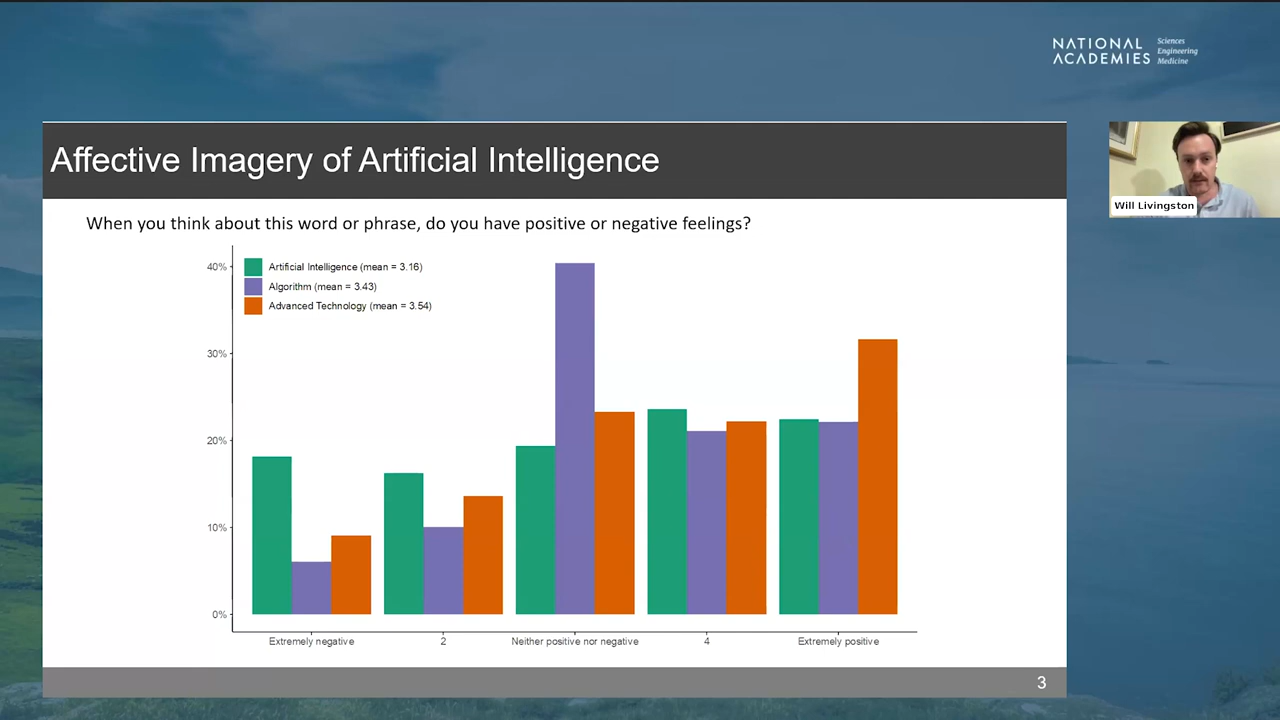 NATIONAL
ACADEMIES
Sciences
Engineering
Medicine
Affective Imagery of Artificial Intelligence
When you think about this word or phrase, do you have positive or negative feelings?
Artificial Intelligence (mean = 3.16)
Algorithm (mean = 3.43)
Advanced Technology (mean = 3.54)
40%
30%
20%
10%
0%
Extremely negative
2
Neither positive nor negative
4
Extremely positive
3
Will Livingston